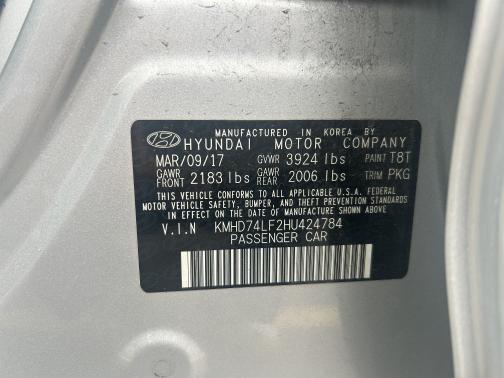 MANUFACTURED IN KOREA BY
HYUNDAI MOTOR COMPANY
MAR/09/17 GVWR 3924 lbs PAINT T8T
GAWR FRONT 2183 lbs GAWR REAR 2006 lbs TRIM PKG
THIS VEHICLE CONFORMS TO ALL APPLICABLE U.S.A. FEDERAL
MOTOR VEHICLE SAFETY, BUMPER, AND THEFT PREVENTION
STANDARDS IN EFFECT ON THE DATE OF MANUFACTURE SHOWN ABOVE.
V.I.N KMHD74LF2HU424784
PASSENGER CAR